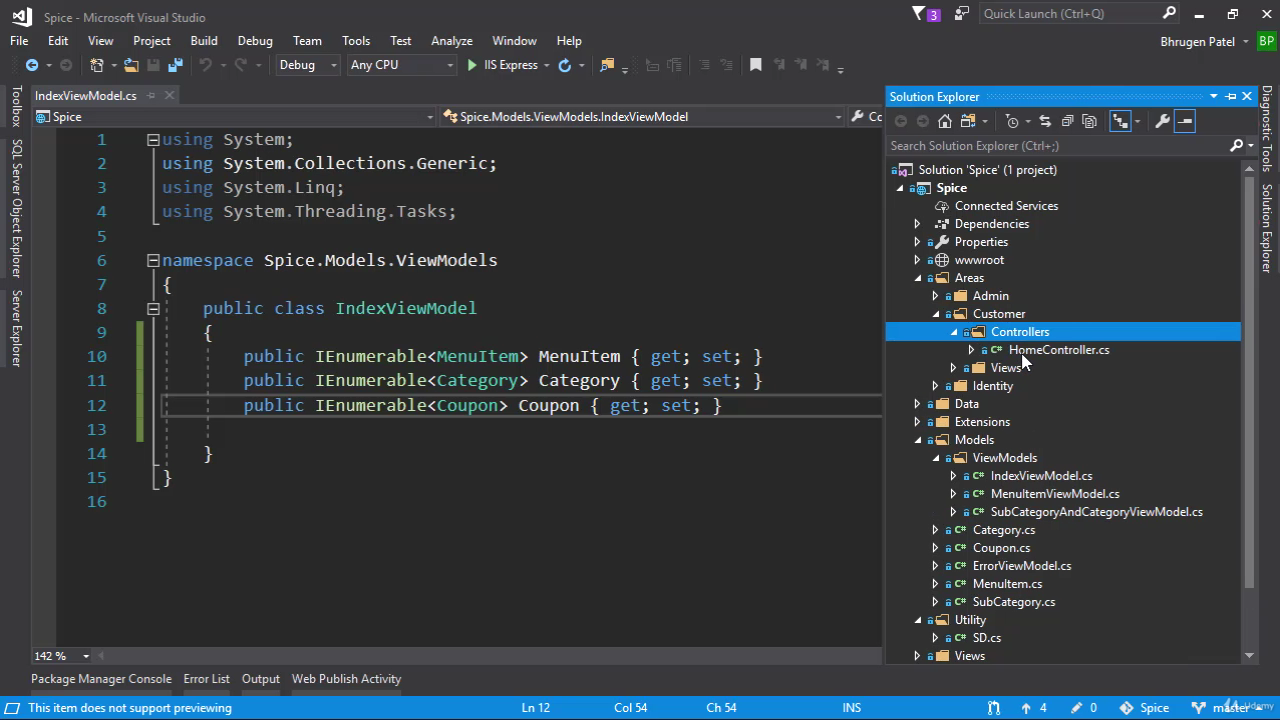 Spice - Microsoft Visual Studio
3
Quick Launch (Ctrl+Q)
File Edit View Project Build Debug Team Tools Test Analyze Window Help
Bhrugen Patel
BP
Debug
Any CPU
IIS Express
IndexViewModel.cs
Spice
Spice.Models.ViewModels.IndexViewModel
Co
Toolbox
SQL Server Object Explorer
Server Explorer
1 using System;
2 using System.Collections.Generic;
3 using System.Linq;
4 using System.Threading.Tasks;
5
6 namespace Spice.Models.ViewModels
7 {
8 public class IndexViewModel
9 {
10 public IEnumerable<MenuItem> MenuItem { get; set; }
11 public IEnumerable<Category> Category { get; set; }
12 public IEnumerable<Coupon> Coupon { get; set; }
13
14 }
15 }
16
142 %
Solution Explorer
Search Solution Explorer (Ctrl+;)
Solution 'Spice' (1 project)
Spice
Connected Services
Dependencies
Properties
wwwroot
Areas
Admin
Customer
Controllers
C# HomeController.cs
Views
Identity
Data
Extensions
Models
ViewModels
C# IndexViewModel.cs
C# MenuItemViewModel.cs
C# SubCategoryAndCategoryViewModel.cs
C# Category.cs
C# Coupon.cs
C# ErrorViewModel.cs
C# MenuItem.cs
C# SubCategory.cs
Utility
C# SD.cs
Views
Diagnostic Tools
Solution Explorer
Package Manager Console Error List Output Web Publish Activity
This item does not support previewing
Ln 12 Col 54 Ch 54 INS
4 0 Spice master
Udemy